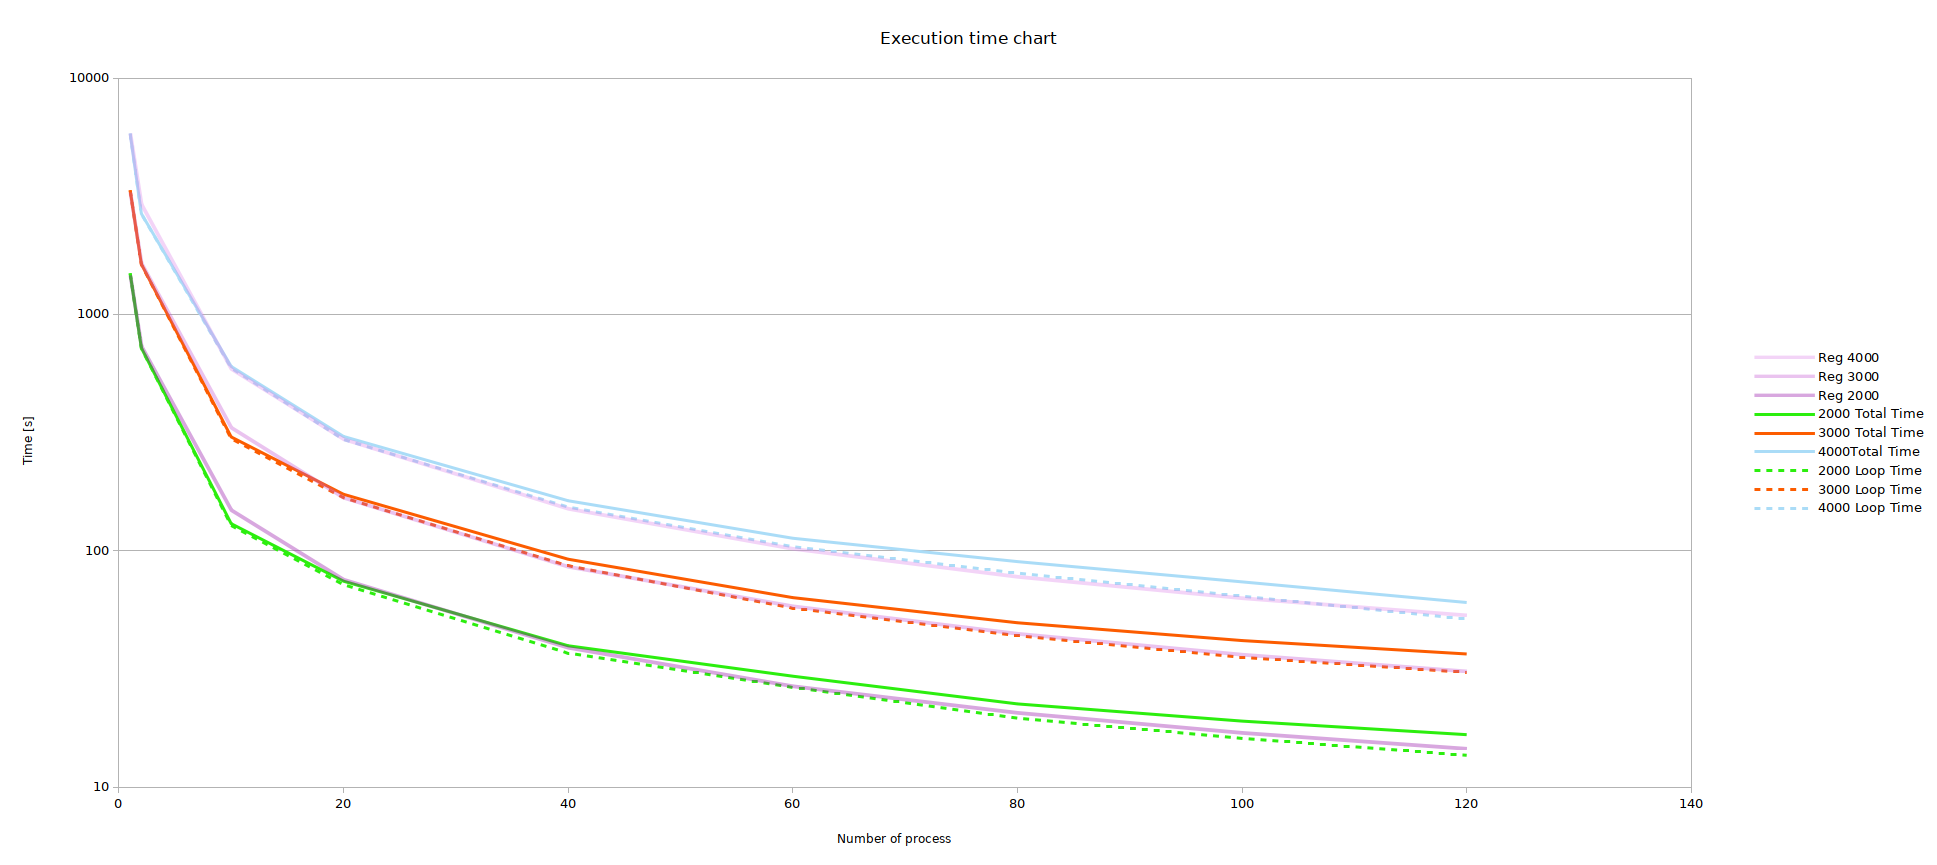 Execution time chart
10000
1000
100
10
Time [s]
0 20 40 60 80 100 120 140
Number of process
Reg 4000
Reg 3000
Reg 2000
2000 Total Time
3000 Total Time
4000Total Time
2000 Loop Time
3000 Loop Time
4000 Loop Time